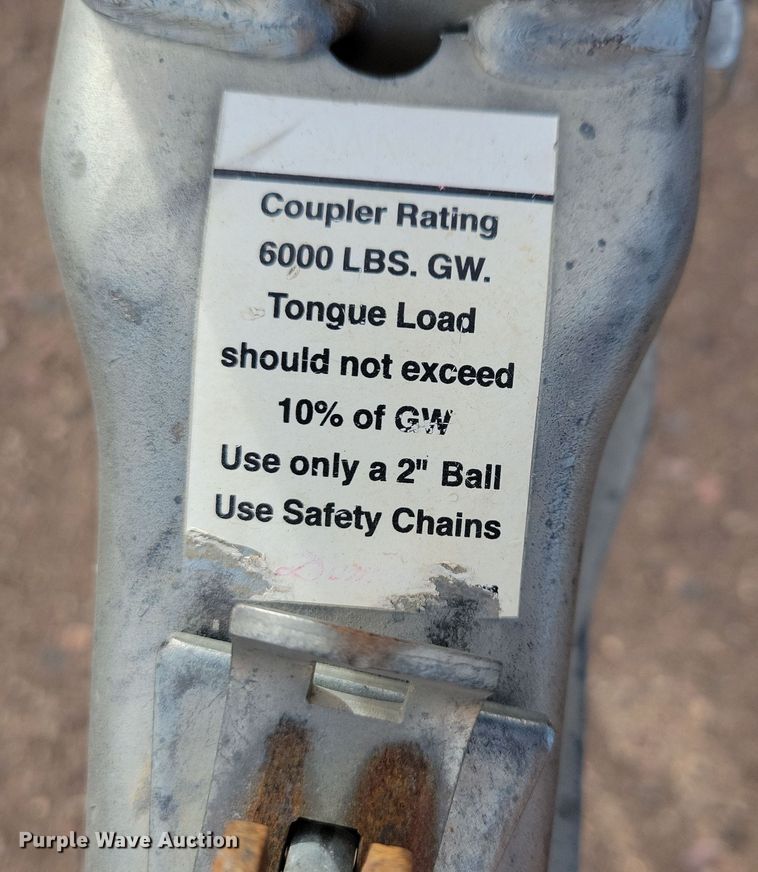 Coupler Rating
6000 LBS. GW.
Tongue Load
should not exceed
10% of GW
Use only a 2" Ball
Use Safety Chains
Purple Wave Auction